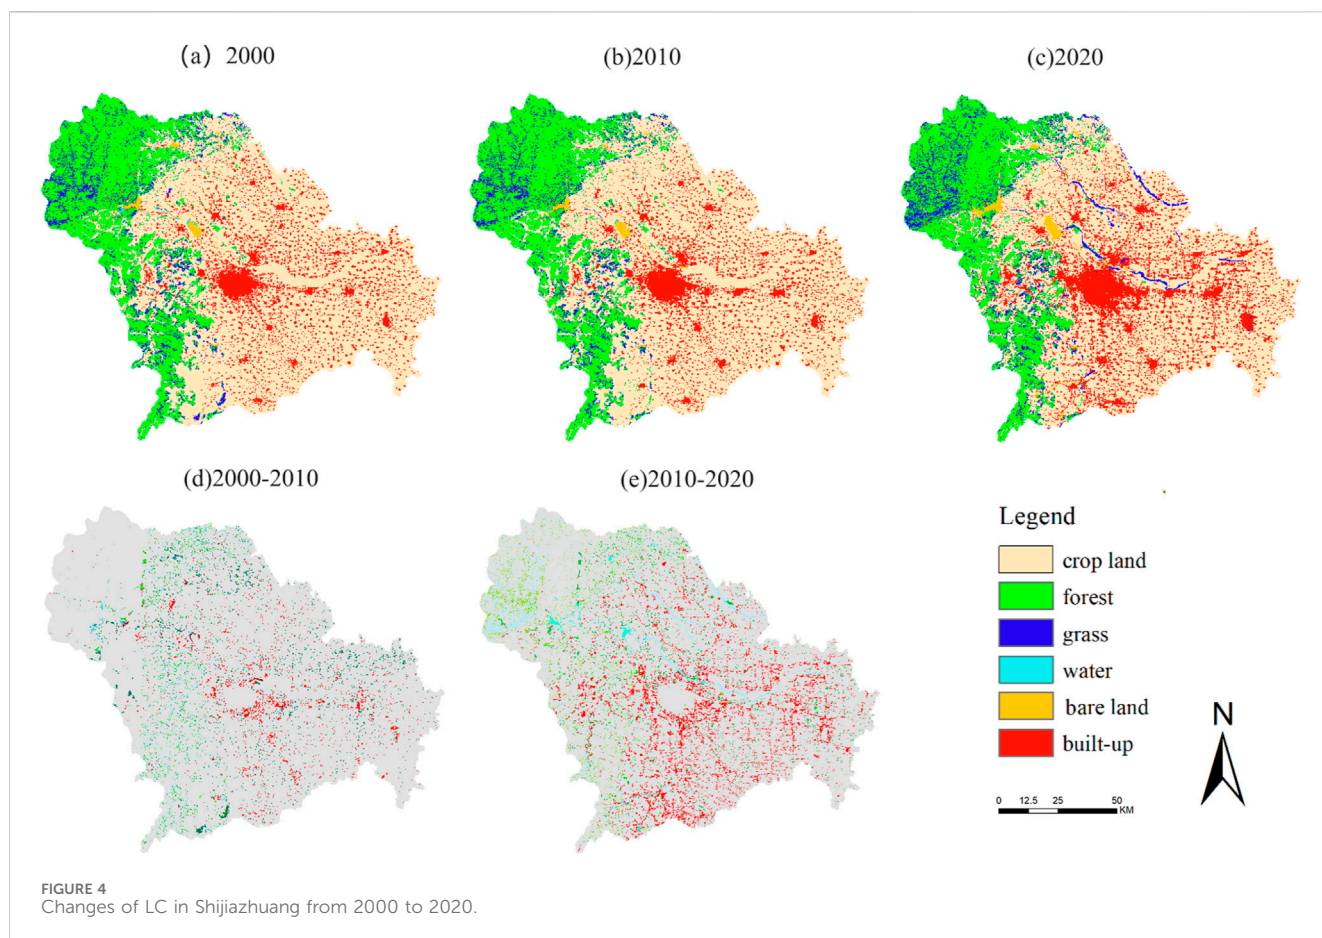 (a) 2000
(b)2010
(c)2020
(d)2000-2010
(e)2010-2020
Legend
crop land
forest
grass
water
bare land
built-up
N
0 12.5 25 50
KM
FIGURE 4
Changes of LC in Shijiazhuang from 2000 to 2020.